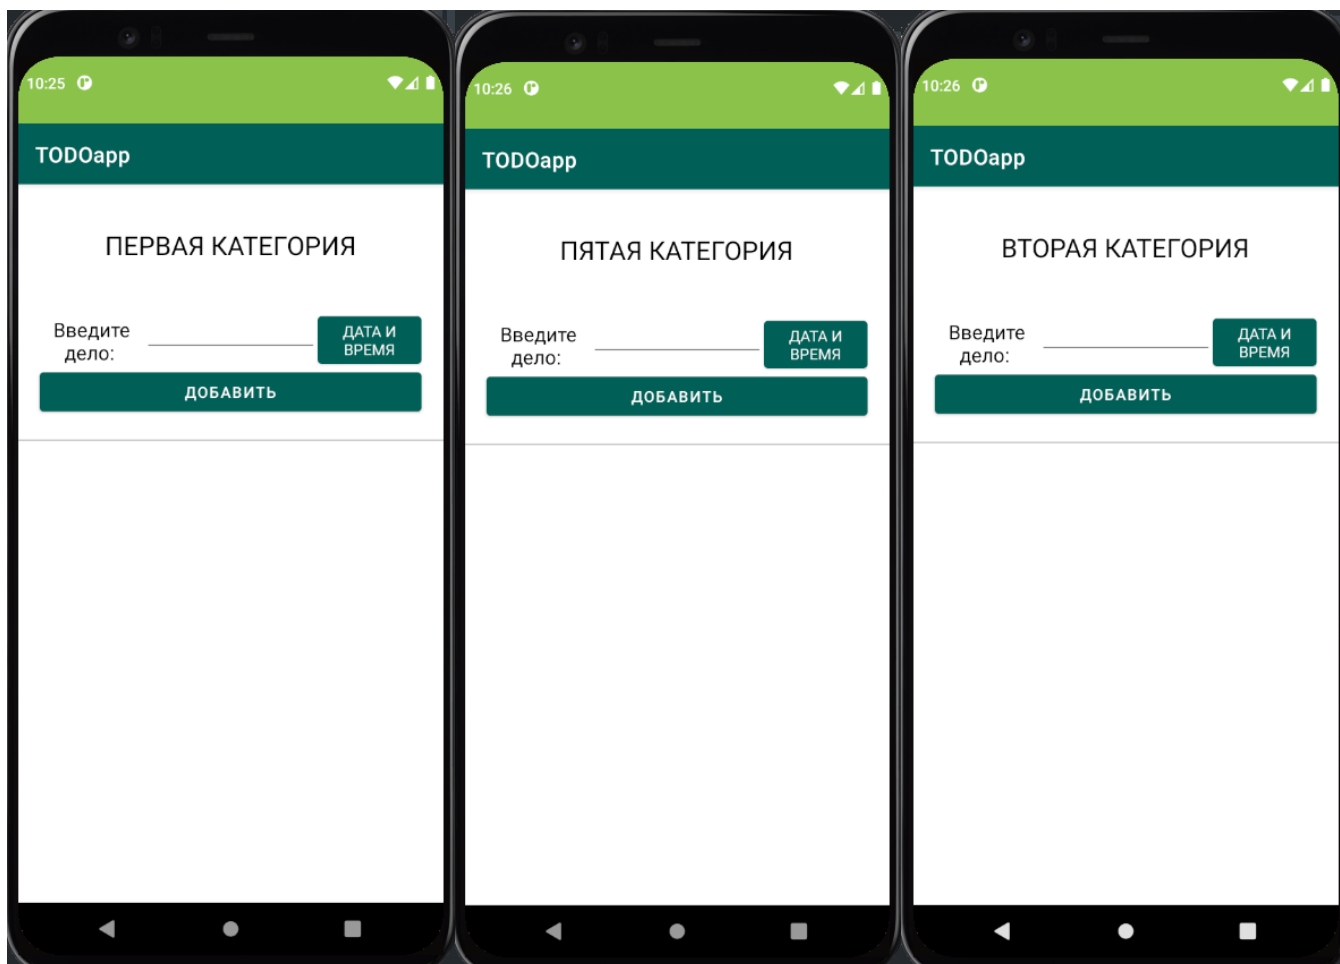 10:25
TODOapp
ПЕРВАЯ КАТЕГОРИЯ
Введите
дело:
ДАТА И
ВРЕМЯ
ДОБАВИТЬ
10:26
TODOapp
ПЯТАЯ КАТЕГОРИЯ
Введите
дело:
ДАТА И
ВРЕМЯ
ДОБАВИТЬ
10:26
TODOapp
ВТОРАЯ КАТЕГОРИЯ
Введите
дело:
ДАТА И
ВРЕМЯ
ДОБАВИТЬ